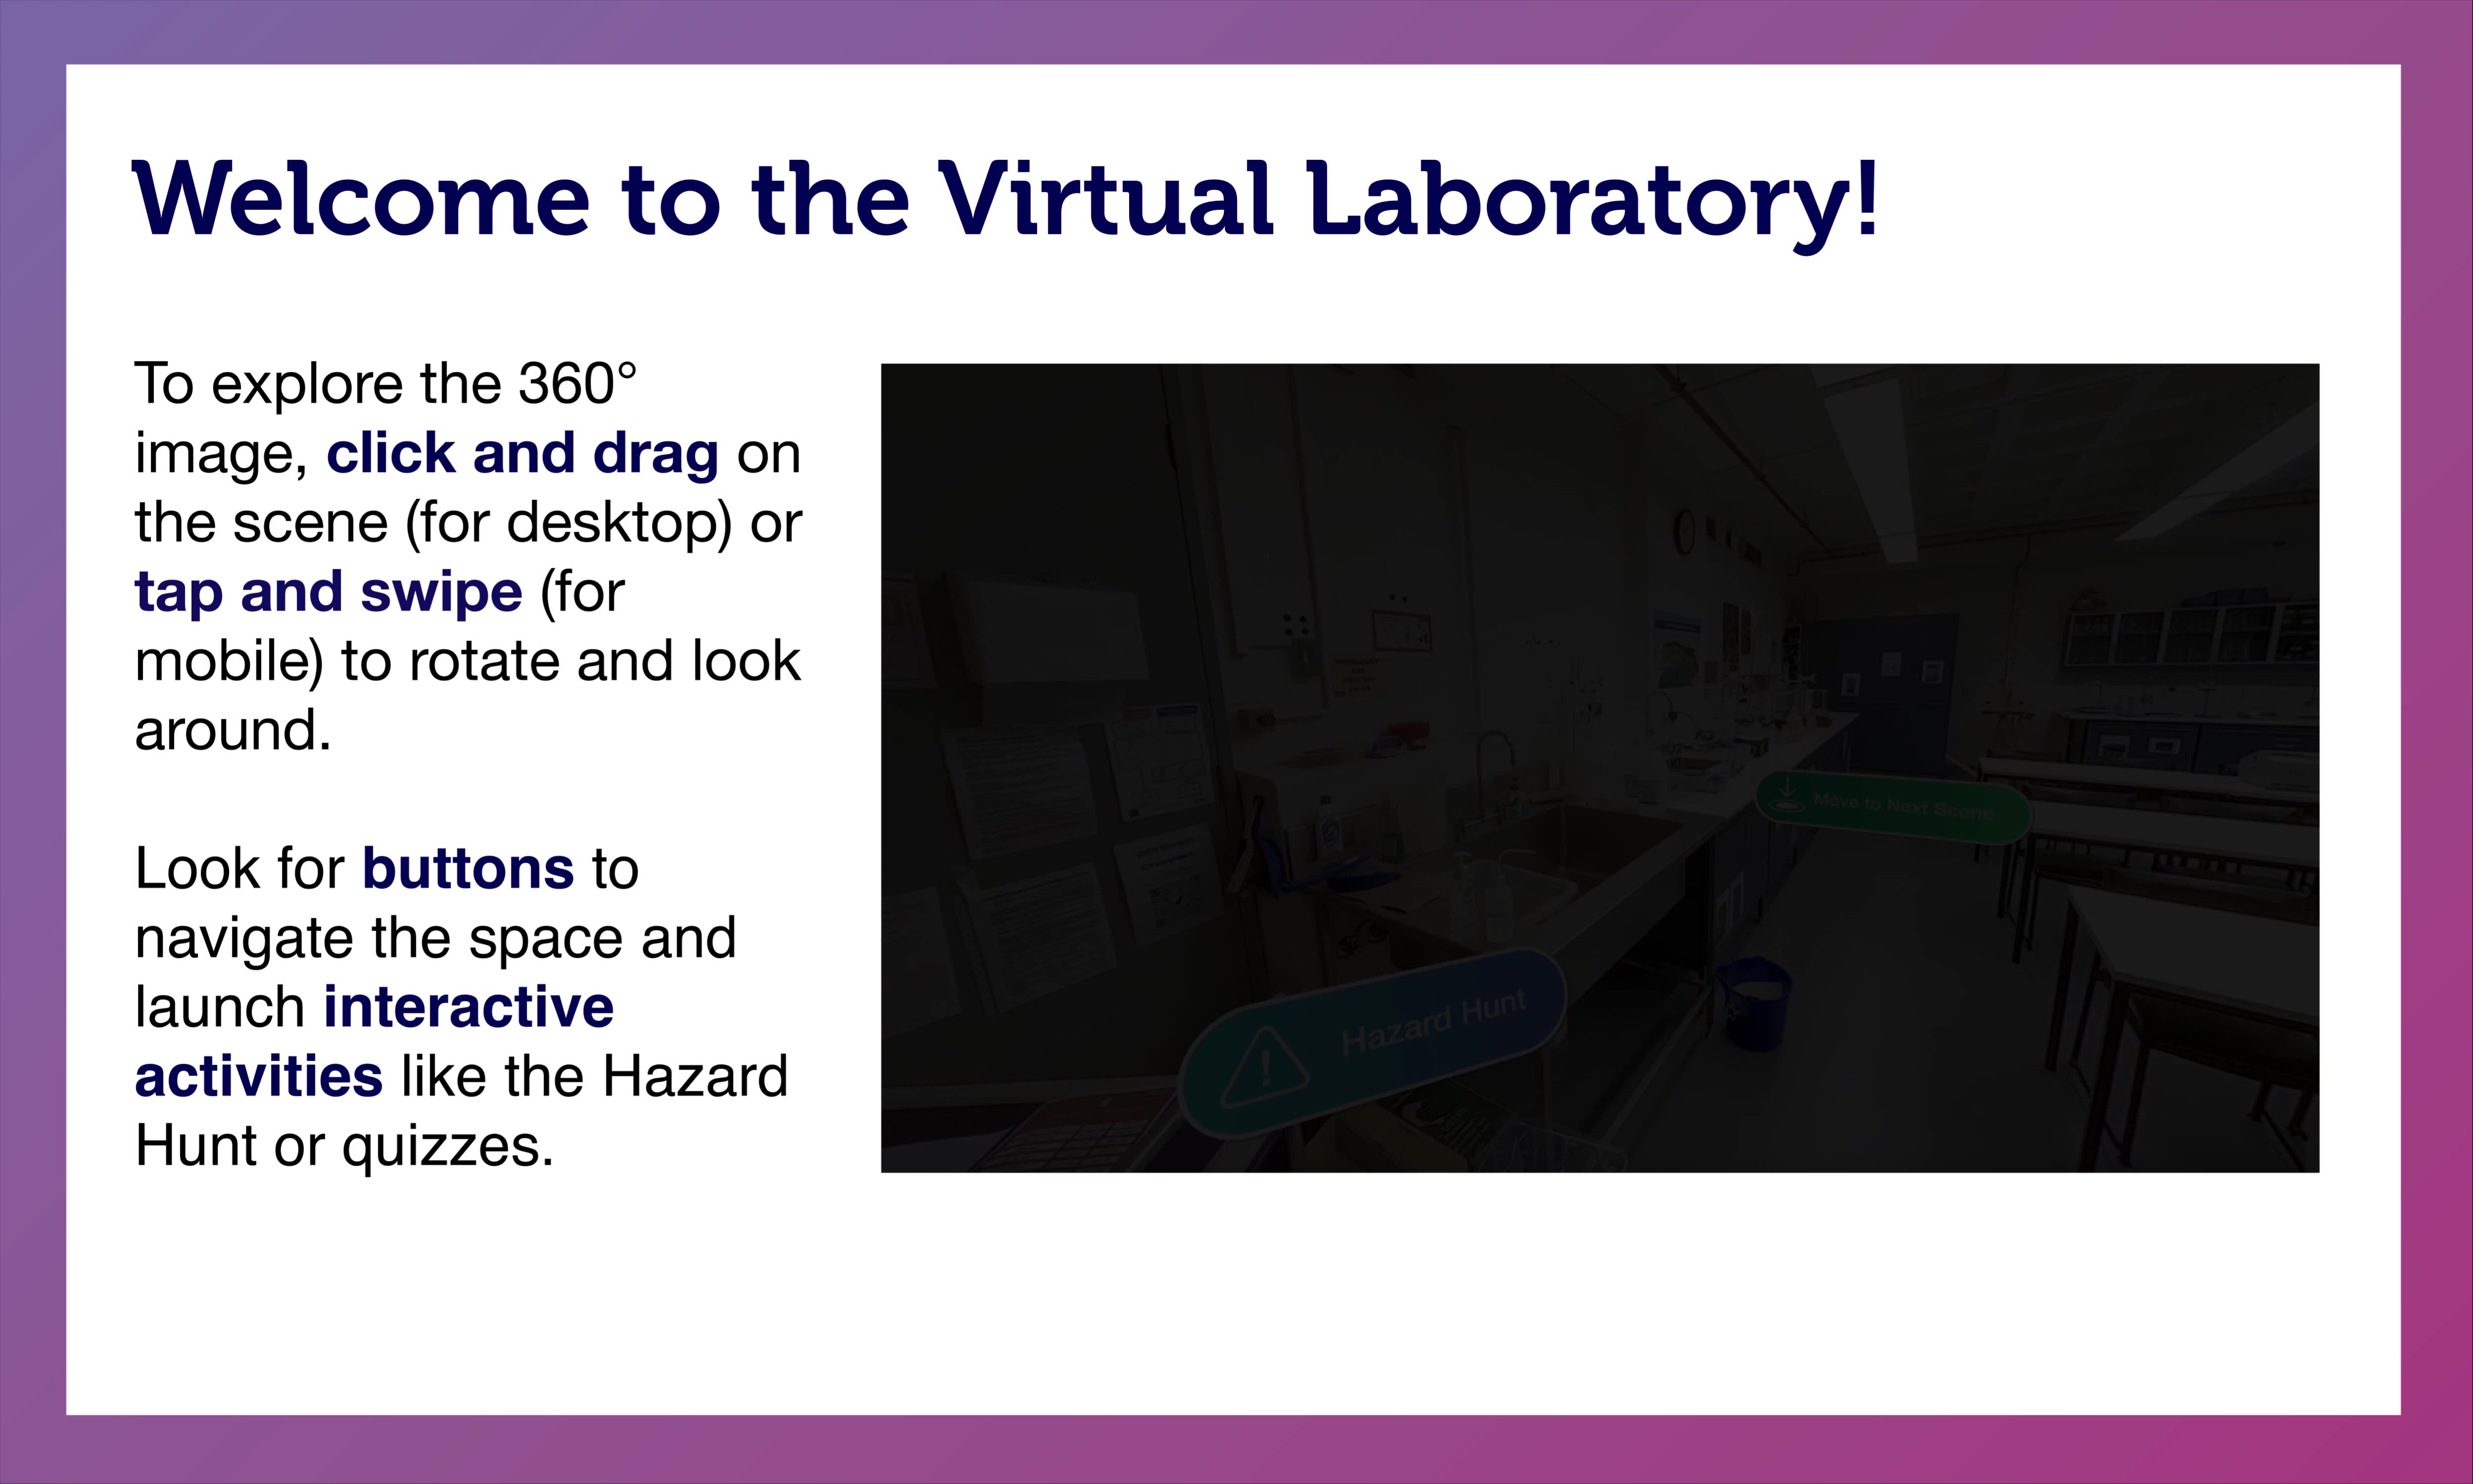 Welcome to the Virtual Laboratory!
To explore the 360°
image, click and drag on
the scene (for desktop) or
tap and swipe (for
mobile) to rotate and look
around.
Look for buttons to
navigate the space and
launch interactive
activities like the Hazard
Hunt or quizzes.
Move to Next Scene
Hazard Hunt